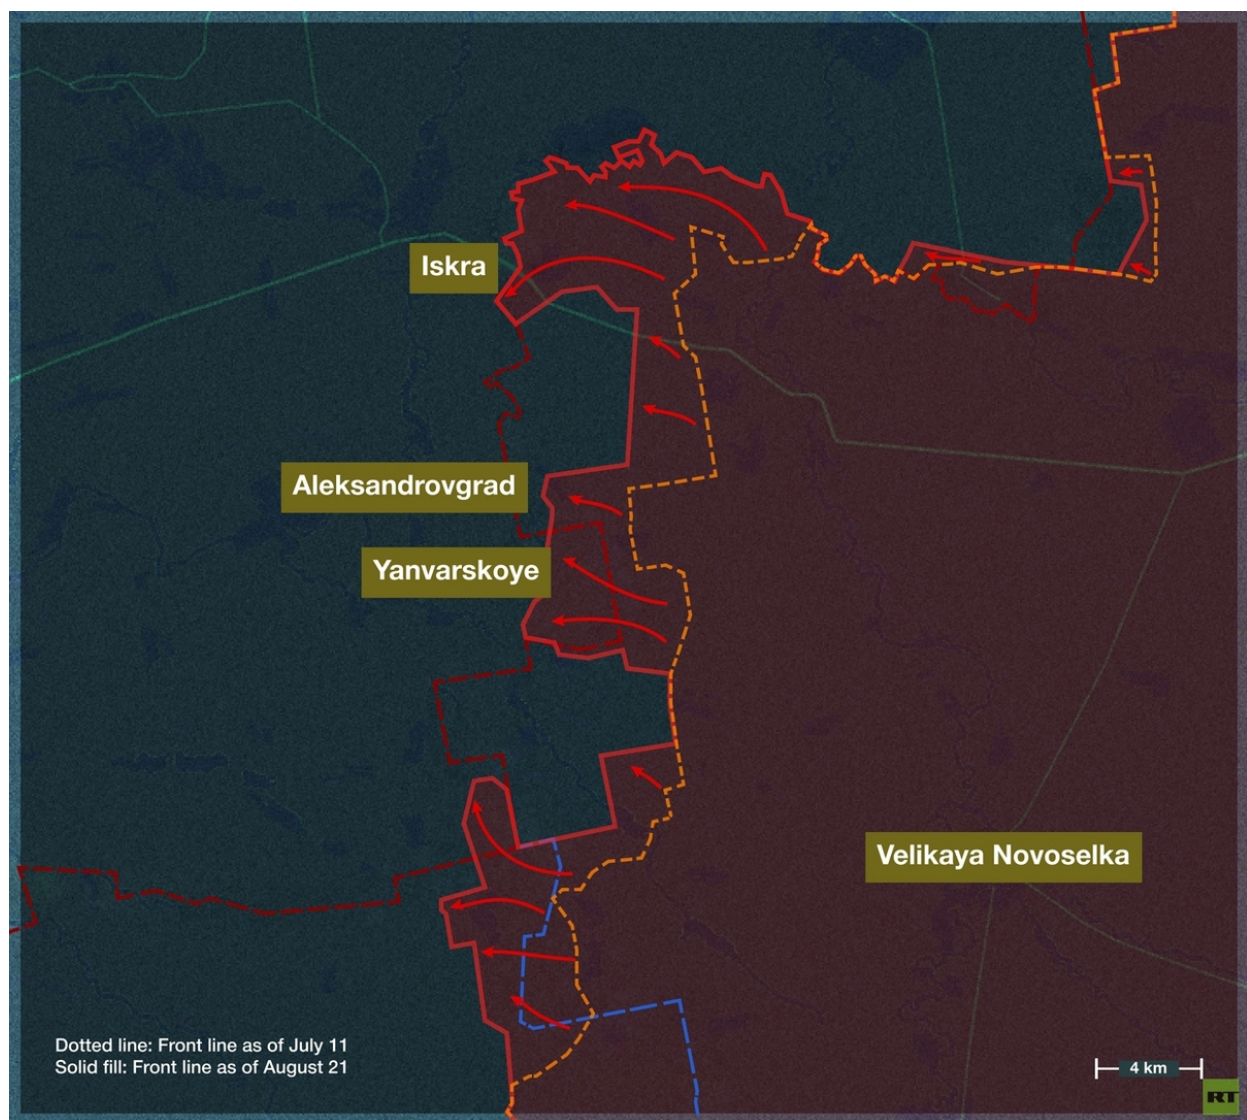 Iskra
Aleksandrovgrad
Yanvarskoye
Velikaya Novoselka
Dotted line: Front line as of July 11
Solid fill: Front line as of August 21
4 km
RT